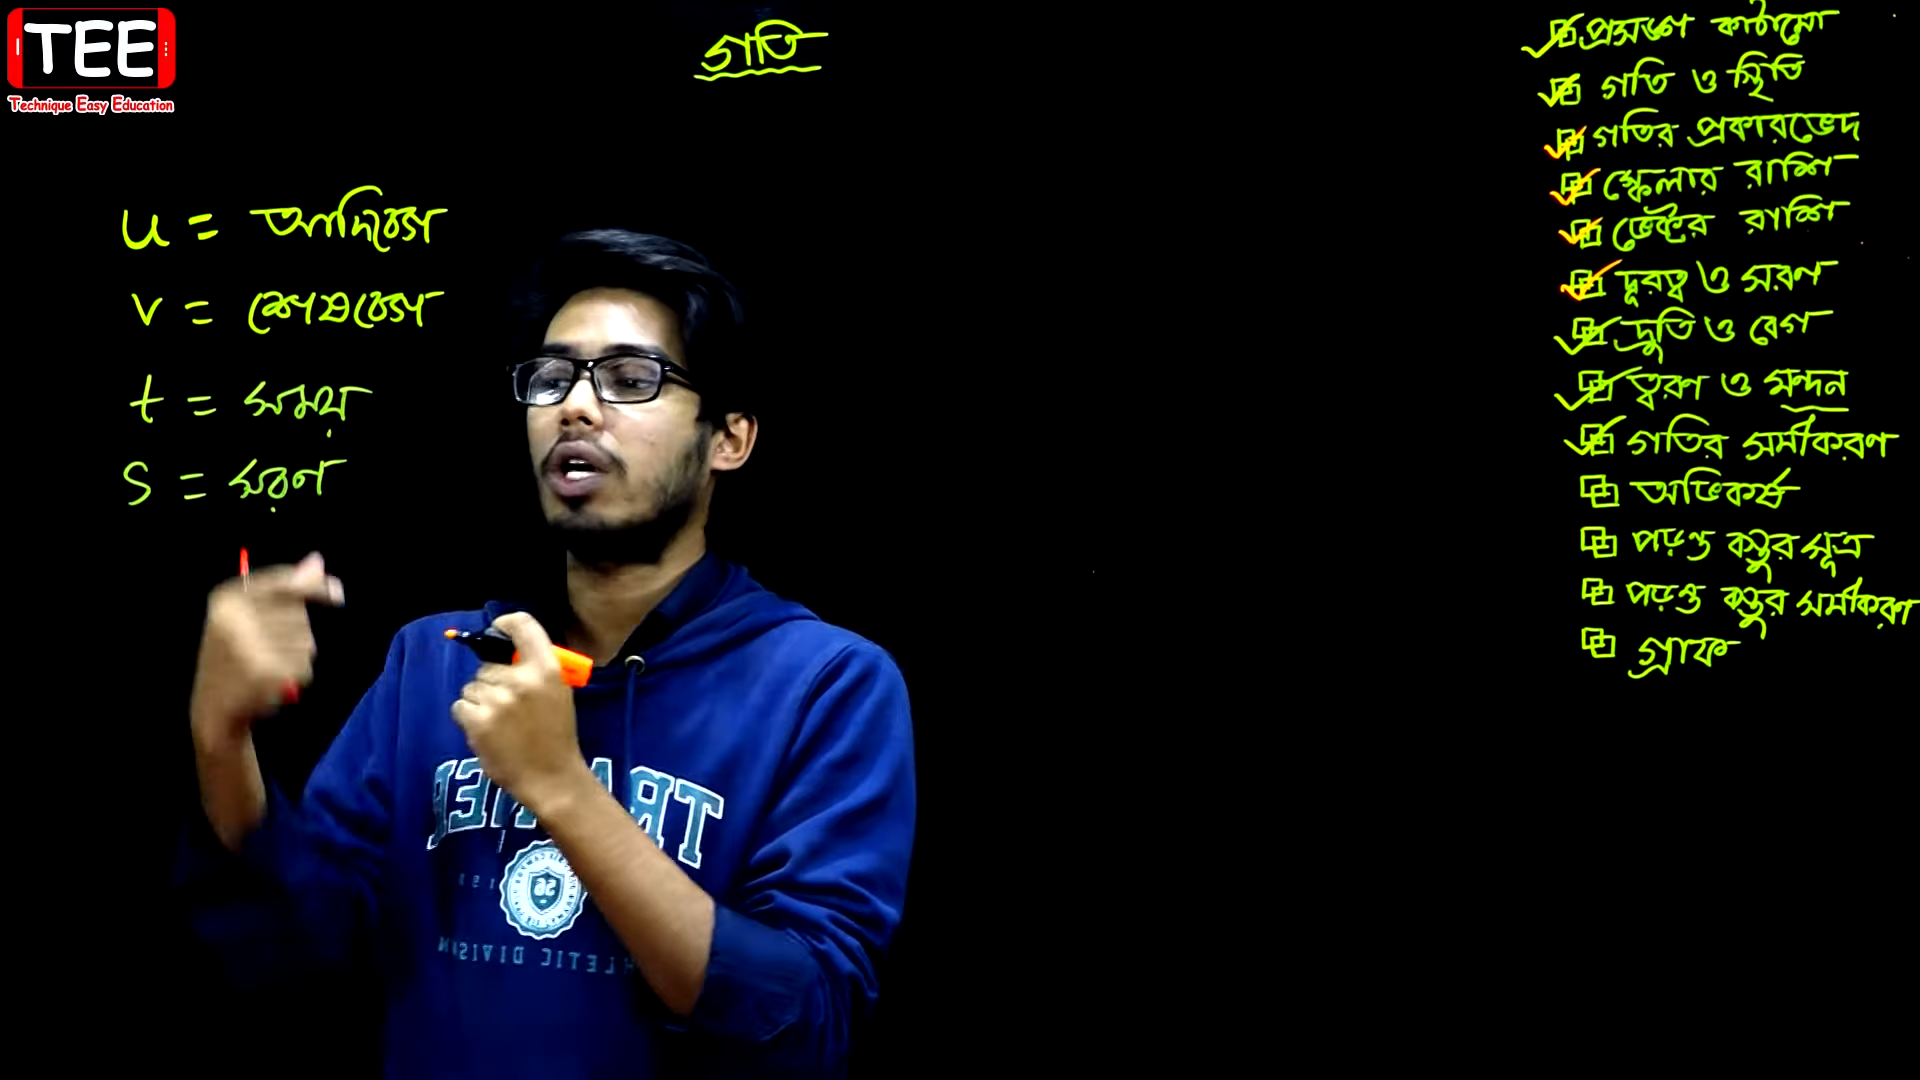 TEE
Technique Easy Education
গতি
u = আদিবেগ
v = শেষবেগ
t = সময়
s = সরণ
প্রসঙ্গ কাঠামো
গতি ও স্থিতি
গতির প্রকারভেদ
স্কেলার রাশি
ভেক্টর রাশি
দূরত্ব ও সরণ
দ্রুতি ও বেগ
ত্বরণ ও মন্দন
গতির সমীকরণ
অভিকর্ষ
পড়ন্ত বস্তুর সূত্র
পড়ন্ত বস্তুর সমীকরণ
গ্রাফ